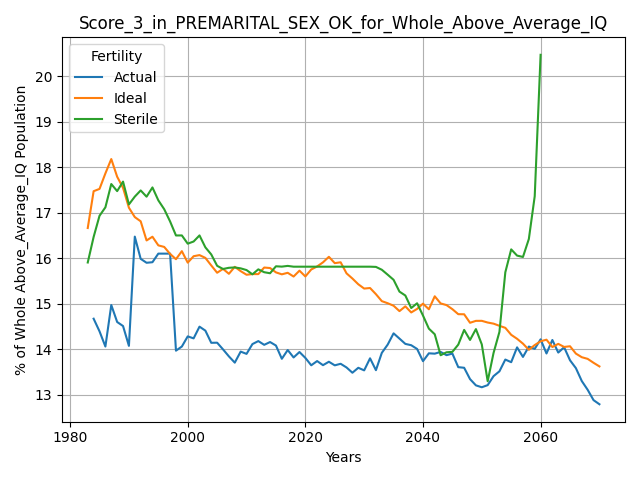 Score_3_in_PREMARITAL_SEX_OK_for_Whole_Above_Average_IQ
Fertility
Actual
Ideal
Sterile
% of Whole Above_Average_IQ Population
20
19
18
17
16
15
14
13
1980
2000
2020
2040
2060
Years